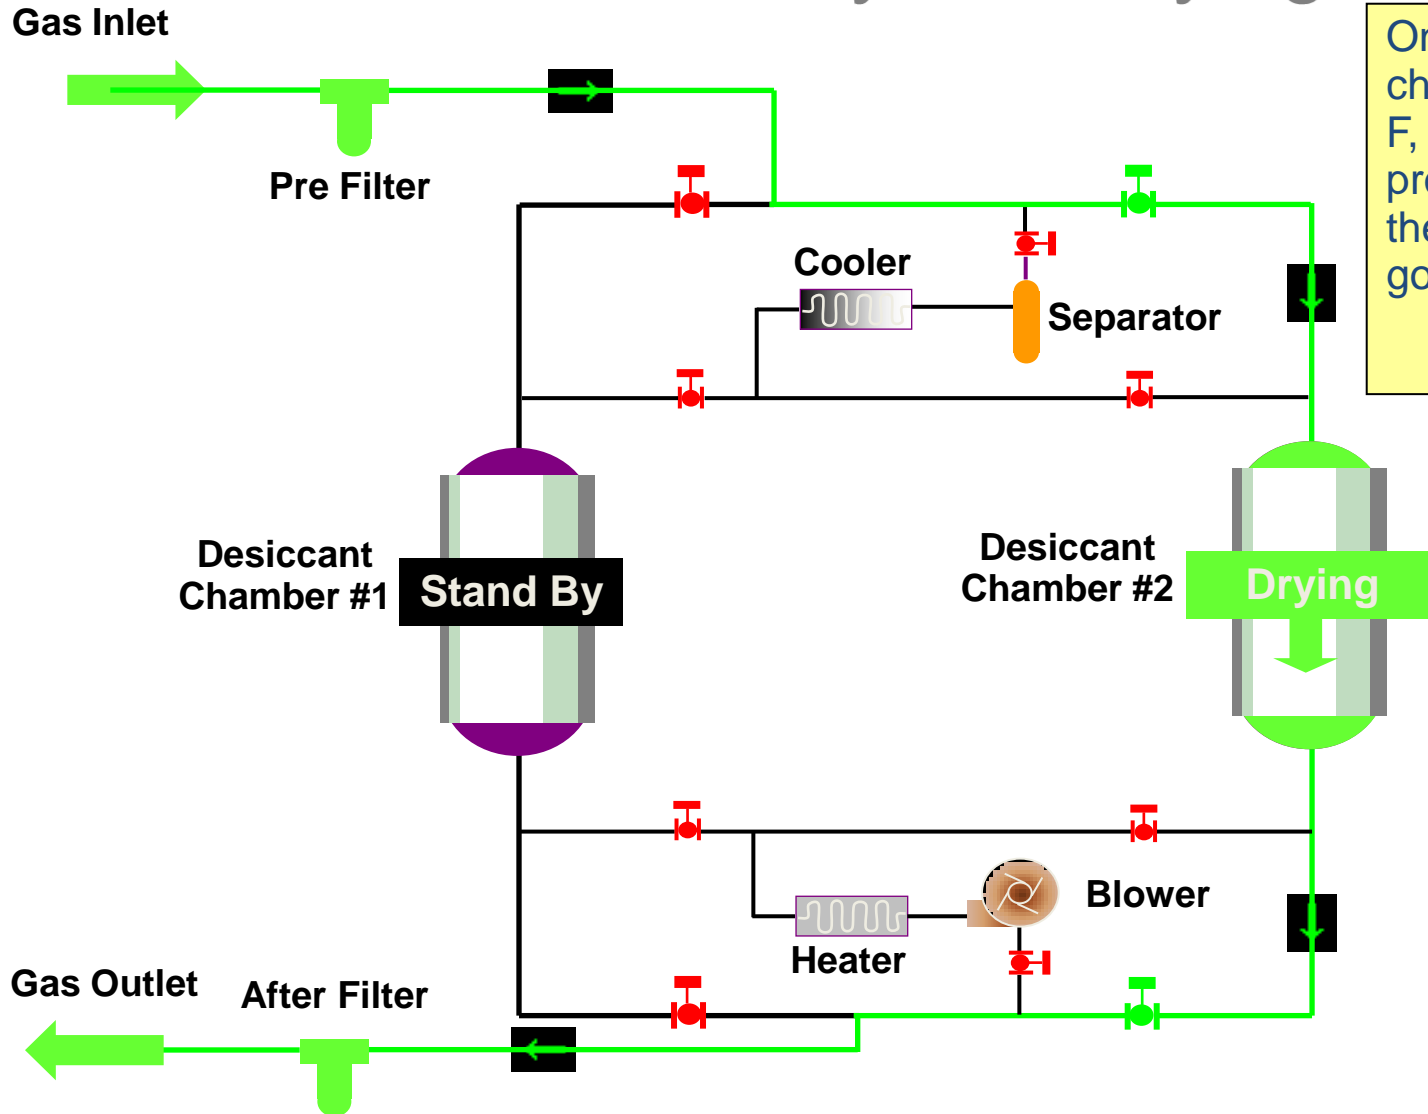 Gas Inlet
Pre Filter
Cooler
Separator
Desiccant
Chamber #1
Stand By
Desiccant
Chamber #2
Drying
Blower
Heater
Gas Outlet
After Filter
F,